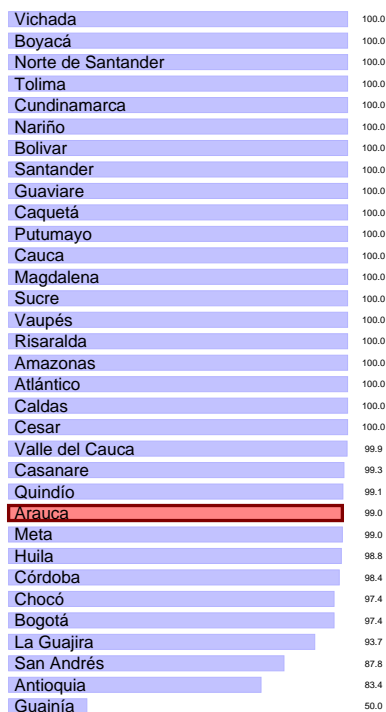 Vichada 100.0
Boyacá 100.0
Norte de Santander 100.0
Tolima 100.0
Cundinamarca 100.0
Nariño 100.0
Bolivar 100.0
Santander 100.0
Guaviare 100.0
Caquetá 100.0
Putumayo 100.0
Cauca 100.0
Magdalena 100.0
Sucre 100.0
Vaupés 100.0
Risaralda 100.0
Amazonas 100.0
Atlántico 100.0
Caldas 100.0
Cesar 100.0
Valle del Cauca 99.9
Casanare 99.3
Quindío 99.1
Arauca 99.0
Meta 99.0
Huila 98.8
Córdoba 98.4
Chocó 97.4
Bogotá 97.4
La Guajira 93.7
San Andrés 87.8
Antioquia 83.4
Guainía 50.0